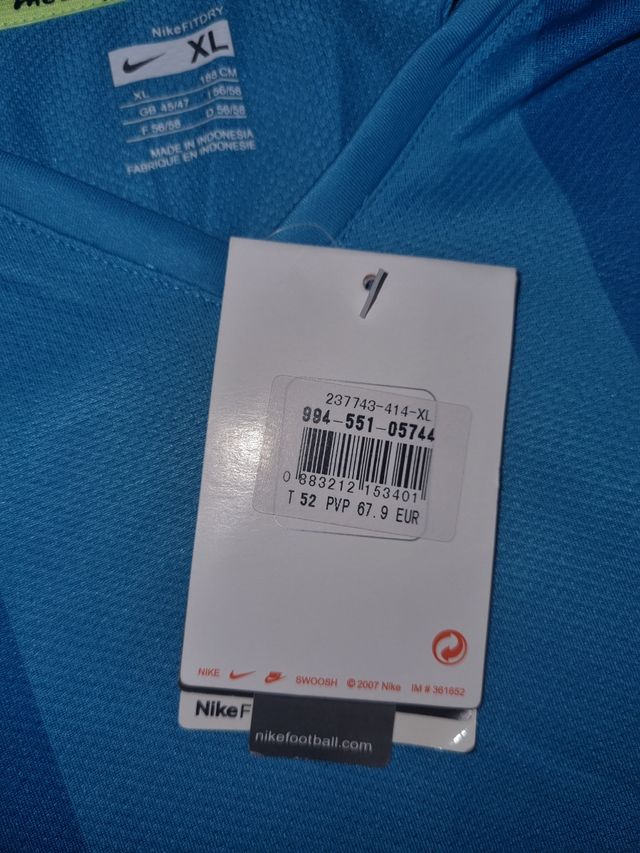 NikeFITDRY
XL
XL 188 CM
GB 45/47 I 56/58
F 56/58 D 56/58
MADE IN INDONESIA
FABRIQUE EN INDONESIE
237743-414-XL
994-551-05744
0 883212 153401
T 52 PVP 67.9 EUR
NIKE SWOOSH © 2007 Nike IM # 361652
NikeF
nikefootball.com